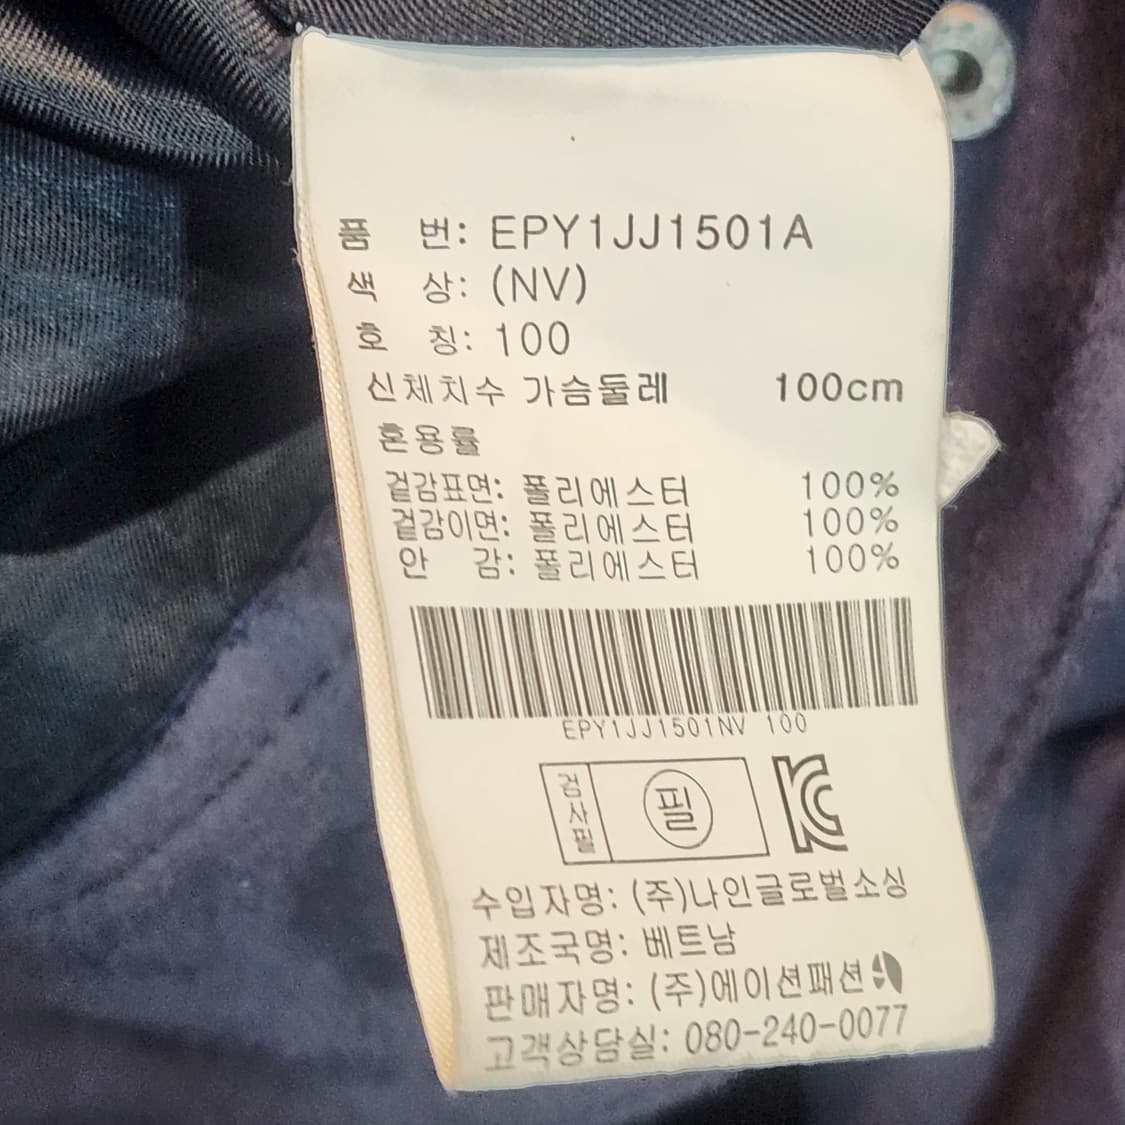 품 번: EPY1JJ1501A
색 상: (NV)
호 칭: 100
신체치수 가슴둘레 100cm
혼용률
겉감표면: 폴리에스터 100%
겉감이면: 폴리에스터 100%
안 감: 폴리에스터 100%
EPY1JJ1501NV 100
검사필 필 KC
수입자명: (주)나인글로벌소싱
제조국명: 베트남
판매자명: (주)에이션패션
고객상담실: 080-240-0077